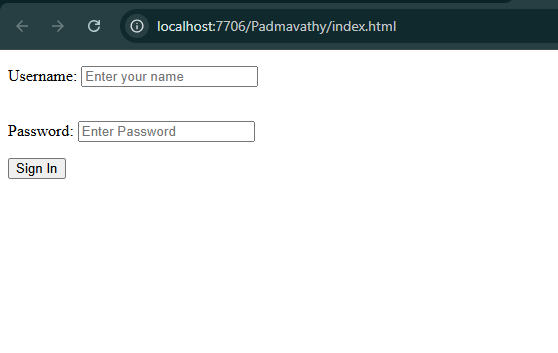 localhost:7706/Padmavathy/index.html
Username: Enter your name
Password: Enter Password
Sign In